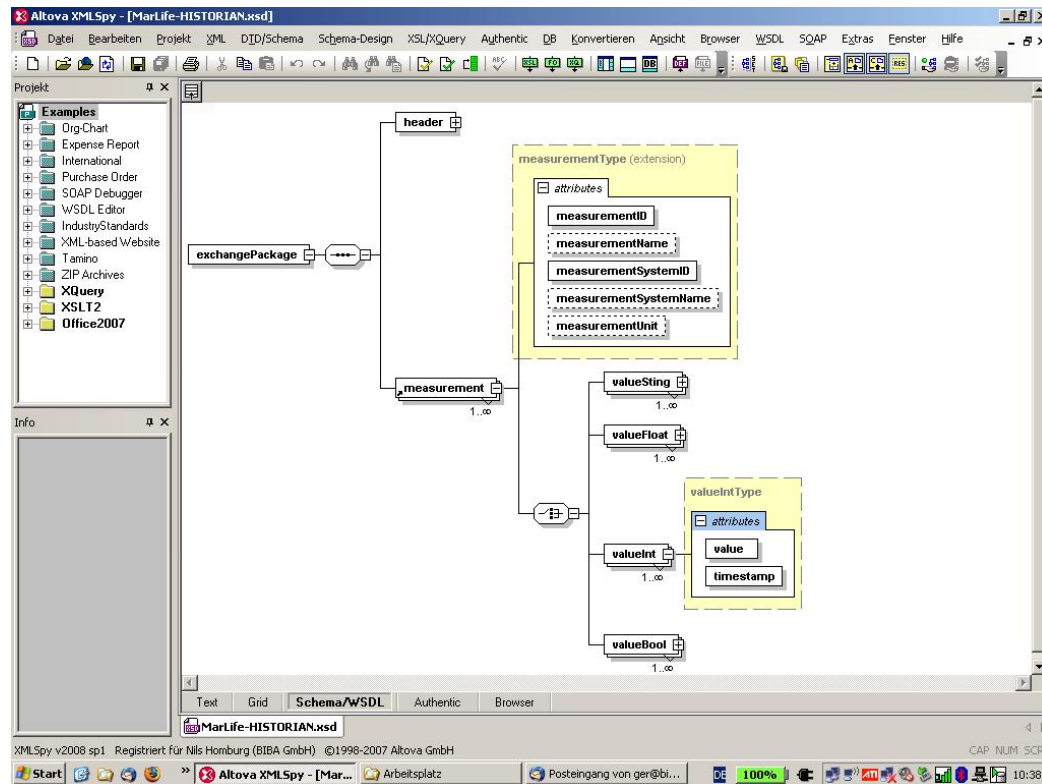 Altova XMLSpy - [MarLife-HISTORIAN.xsd]
Datei Bearbeiten Projekt XML DTD/Schema Schema-Design XSL/XQuery Authentic DB Konvertieren Ansicht Browser WSDL SOAP Extras Fenster Hilfe
Projekt
Examples
Org-Chart
Expense Report
International
Purchase Order
SOAP Debugger
WSDL Editor
IndustryStandards
XML-based Website
Tamino
ZIP Archives
XQuery
XSLT2
Office2007
Info
header
measurementType (extension)
attributes
measurementID
measurementName
exchangePackage
measurementSystemID
measurementSystemName
measurementUnit
measurement
1..∞
valueSting
1..∞
valueFloat
1..∞
valueIntType
attributes
value
valueInt
1..∞
timestamp
valueBool
1..∞
Text Grid Schema/WSDL Authentic Browser
MarLife-HISTORIAN.xsd
XMLSpy v2008 sp1 Registriert für Nils Homburg (BIBA GmbH) ©1998-2007 Altova GmbH
CAP NUM SCR
Start » Altova XMLSpy - [Mar... Arbeitsplatz Posteingang von ger@bi... DE 100% 10:38